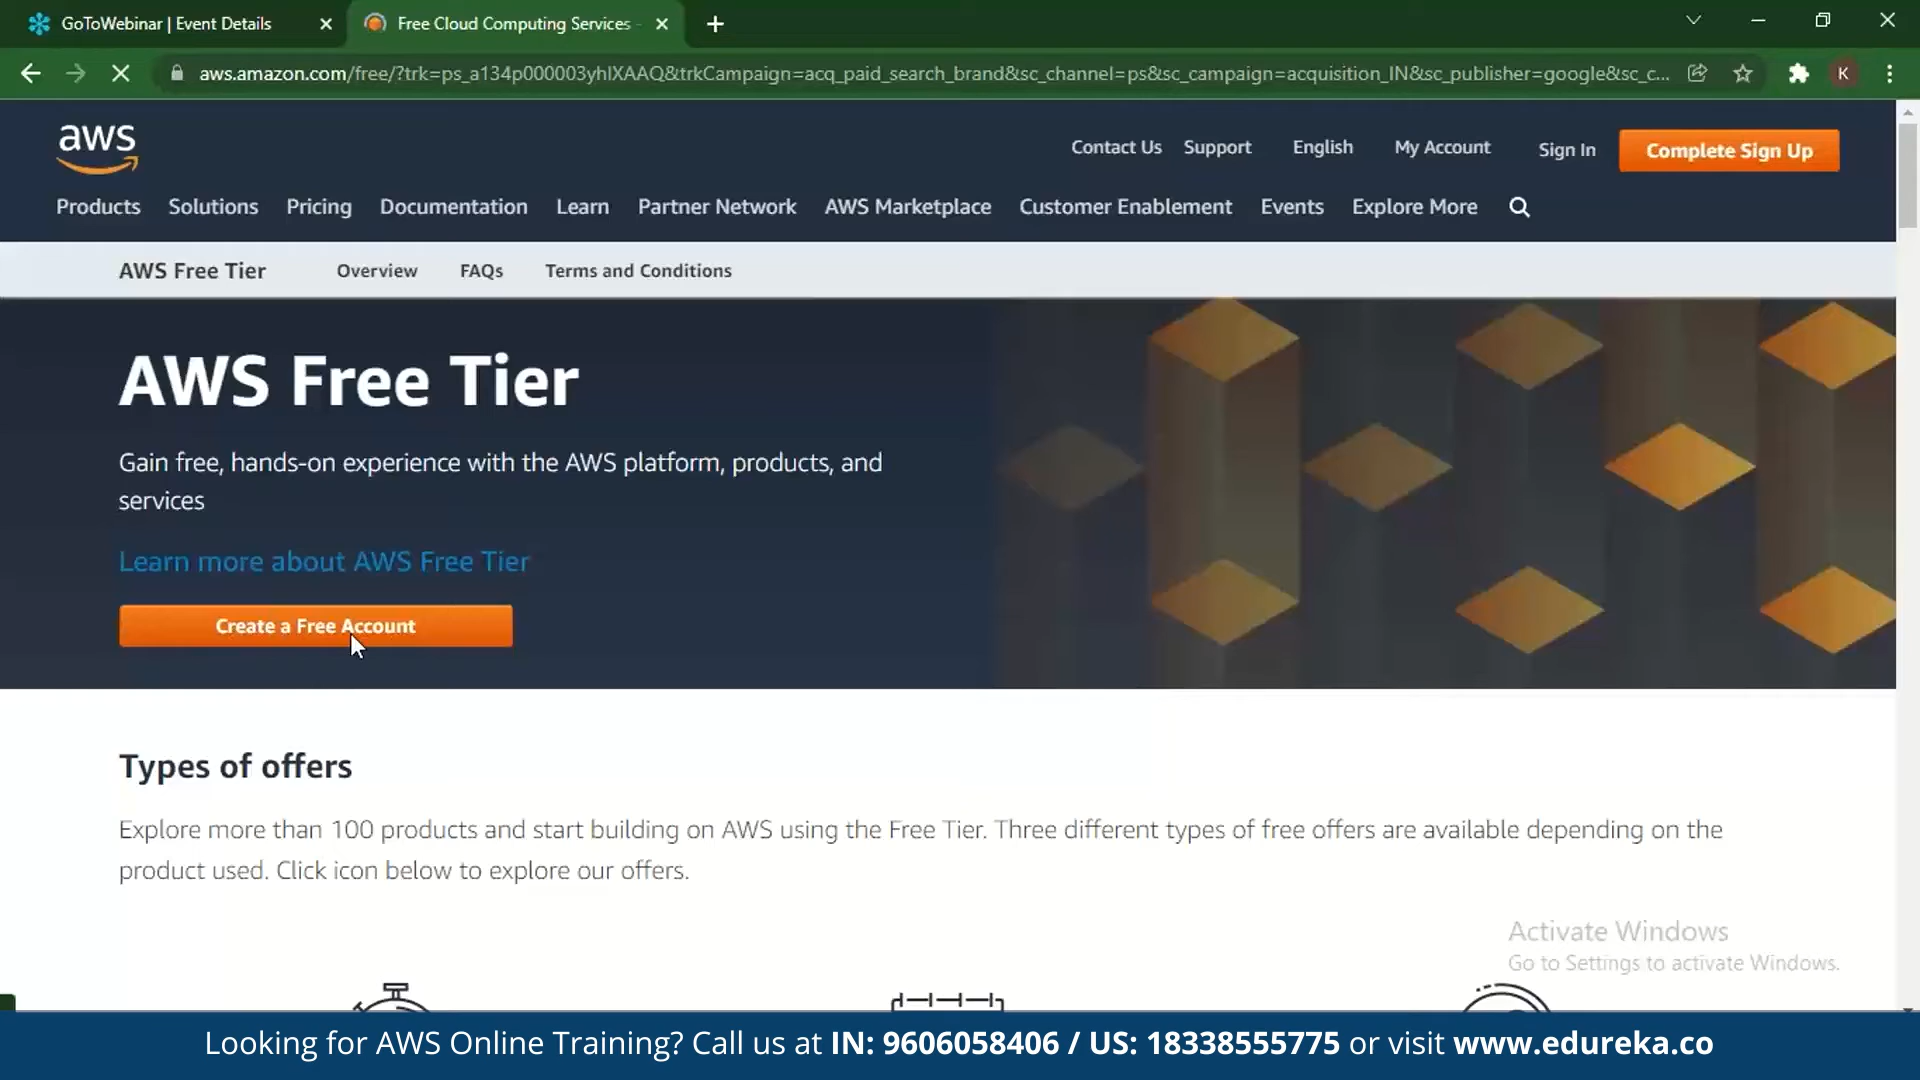 GoToWebinar | Event Details
Free Cloud Computing Services
aws.amazon.com/free/?trk=ps_a134p000003yhlXAAQ&trkCampaign=acq_paid_search_brand&sc_channel=ps&sc_campaign=acquisition_IN&sc_publisher=google&sc_c...
K
aws
Contact Us Support English My Account Sign In Complete Sign Up
Products Solutions Pricing Documentation Learn Partner Network AWS Marketplace Customer Enablement Events Explore More
AWS Free Tier Overview FAQs Terms and Conditions
AWS Free Tier
Gain free, hands-on experience with the AWS platform, products, and
services
Learn more about AWS Free Tier
Create a Free Account
Types of offers
Explore more than 100 products and start building on AWS using the Free Tier. Three different types of free offers are available depending on the
product used. Click icon below to explore our offers.
Activate Windows
Go to Settings to activate Windows.
Looking for AWS Online Training? Call us at IN: 9606058406 / US: 18338555775 or visit www.edureka.co